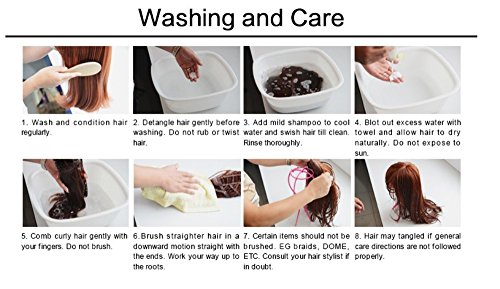 Washing and Care
1. Wash and condition hair
regularly.
2. Detangle hair gently before
washing. Do not rub or twist
hair.
3. Add mild shampoo to cool
water and swish hair till clean.
Rinse thoroughly.
4. Blot out excess water with
towel and allow hair to dry
naturally. Do not expose to
sun.
5. Comb curly hair gently with
your fingers. Do not brush.
6.Brush straighter hair in a
downward motion straight with
the ends. Work your way up to
the roots.
7. Certain items should not be
brushed. EG braids, DOME,
ETC. Consult your hair stylist if
in doubt.
8. Hair may tangled if general
care directions are not followed
properly.